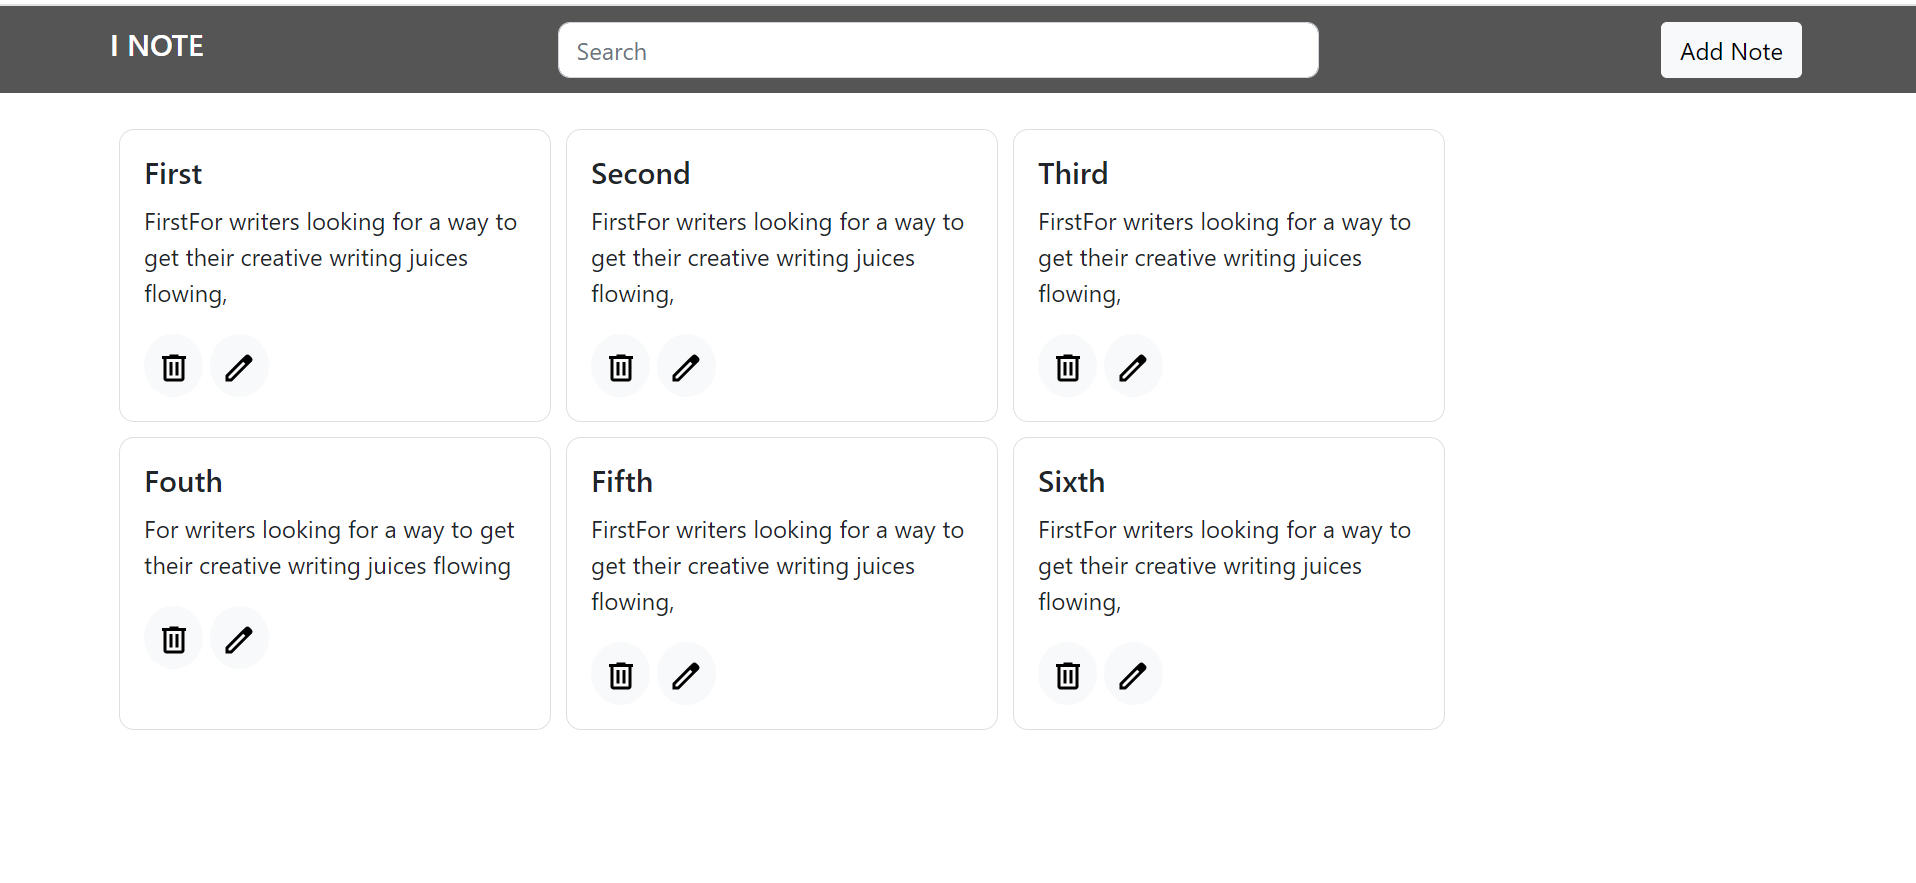 I NOTE
Search
Add Note
First
FirstFor writers looking for a way to
get their creative writing juices
flowing,
Second
FirstFor writers looking for a way to
get their creative writing juices
flowing,
Third
FirstFor writers looking for a way to
get their creative writing juices
flowing,
Fouth
For writers looking for a way to get
their creative writing juices flowing
Fifth
FirstFor writers looking for a way to
get their creative writing juices
flowing,
Sixth
FirstFor writers looking for a way to
get their creative writing juices
flowing,